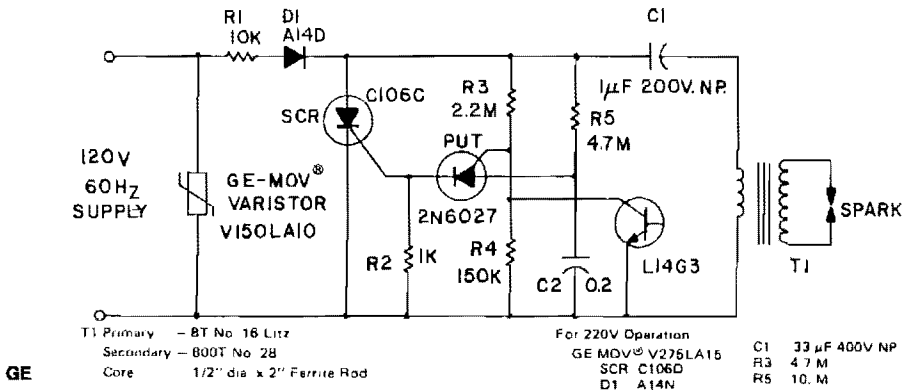 R1
10K
D1
A14D
C1
1µF 200V. NP.
SCR
C106C
R3
2.2M
R5
4.7M
PUT
2N6027
120V
60HZ
SUPPLY
GE-MOV®
VARISTOR
V150LA10
R2
1K
R4
150K
C2
0.2
L14G3
T1
SPARK
T1 Primary – 8T No 16 Litz
Secondary – 800T No. 28
Core 1/2" dia x 2" Ferrite Rod
For 220V Operation
GE MOV® V275LA15
SCR C106D
D1 A14N
C1 33 µF 400V NP
R3 4 7 M
R5 10. M
GE